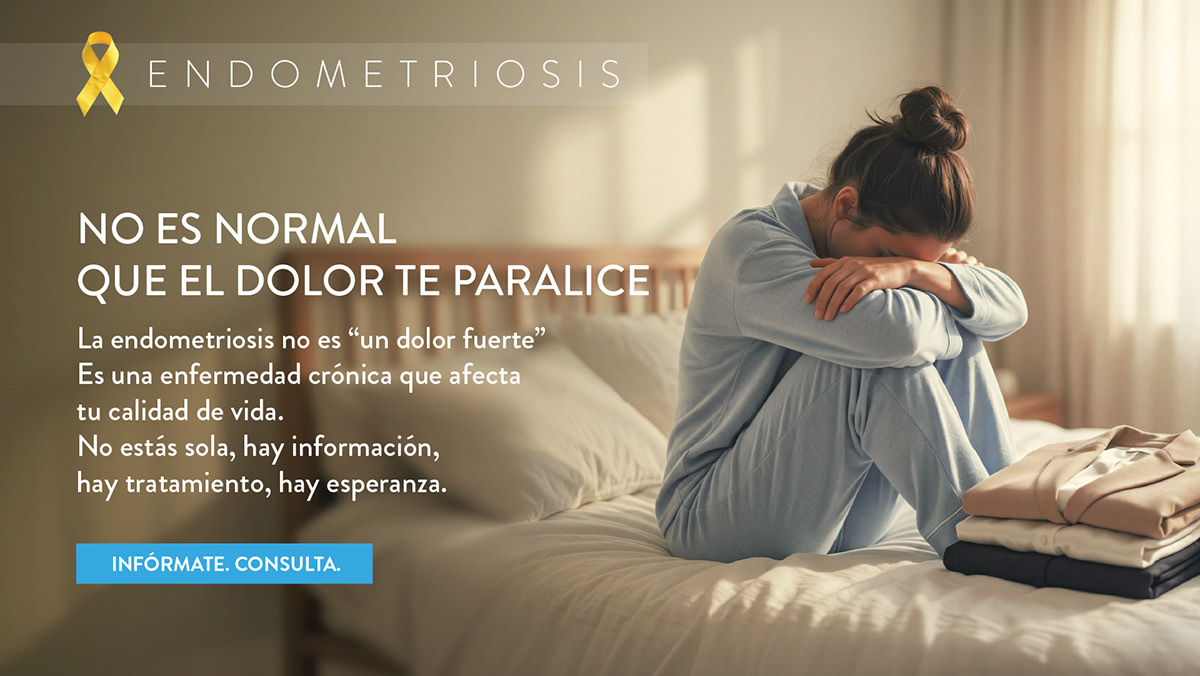 ENDOMETRIOSIS
NO ES NORMAL
QUE EL DOLOR TE PARALICE
La endometriosis no es “un dolor fuerte”
Es una enfermedad crónica que afecta
tu calidad de vida.
No estás sola, hay información,
hay tratamiento, hay esperanza.
INFÓRMATE. CONSULTA.